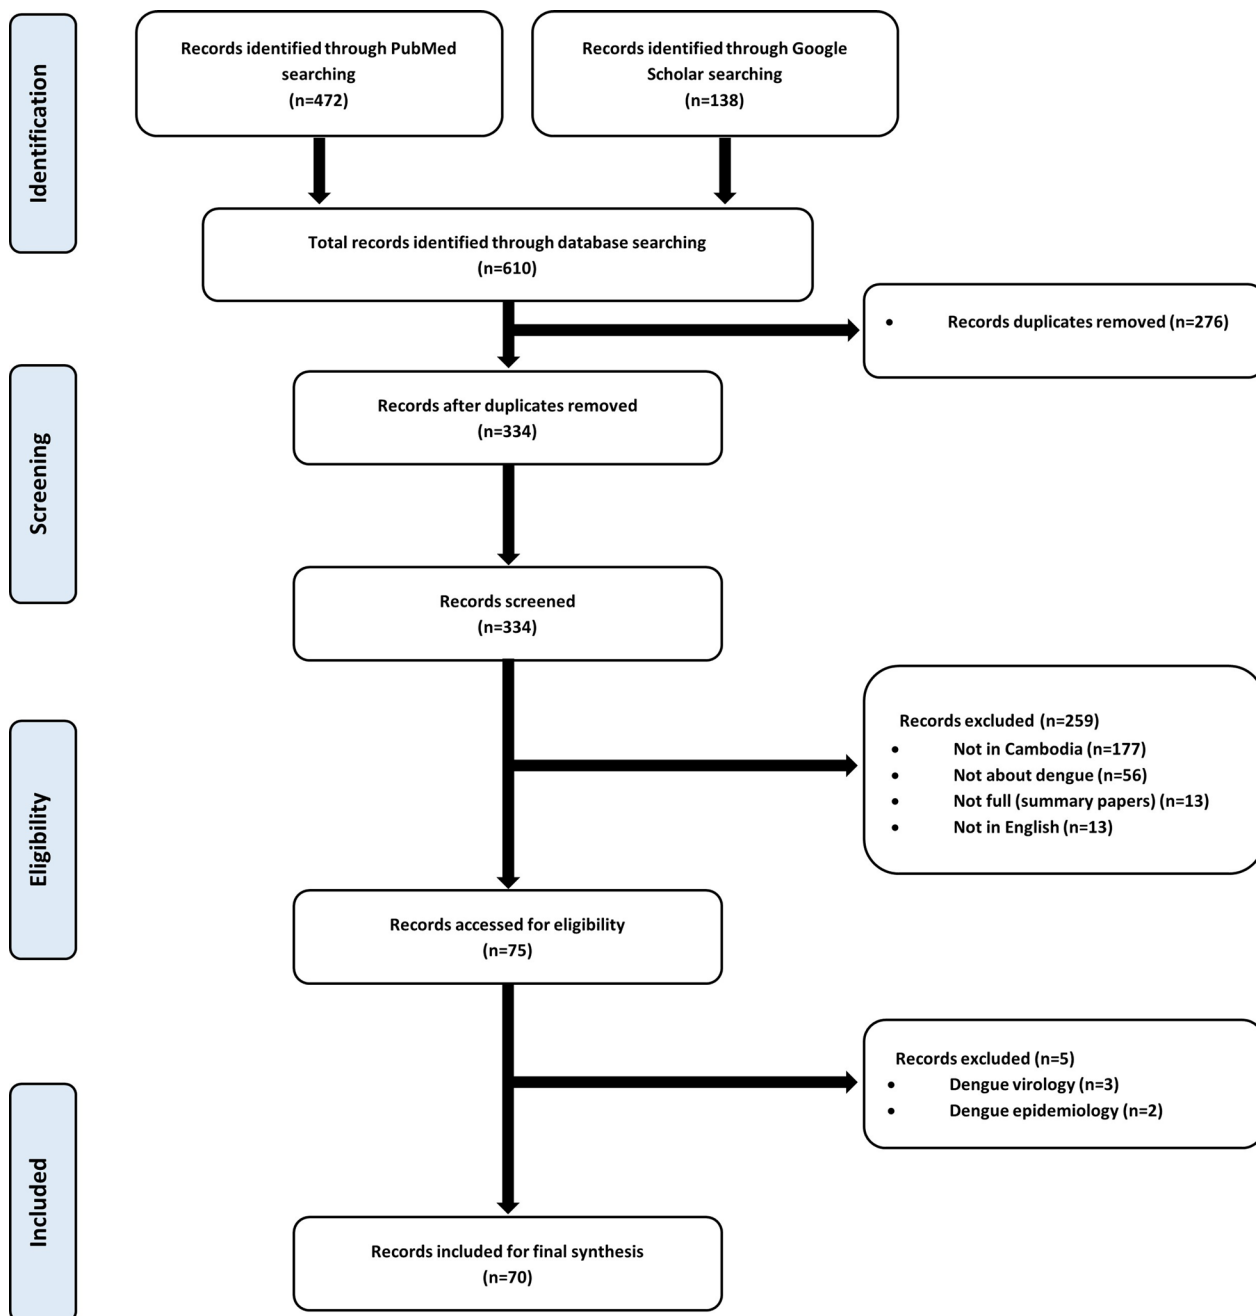 Identification
Records identified through PubMed
searching
(n=472)
Records identified through Google
Scholar searching
(n=138)
Total records identified through database searching
(n=610)
• Records duplicates removed (n=276)
Screening
Records after duplicates removed
(n=334)
Records screened
(n=334)
Eligibility
Records excluded (n=259)
• Not in Cambodia (n=177)
• Not about dengue (n=56)
• Not full (summary papers) (n=13)
• Not in English (n=13)
Records accessed for eligibility
(n=75)
Records excluded (n=5)
• Dengue virology (n=3)
• Dengue epidemiology (n=2)
Included
Records included for final synthesis
(n=70)